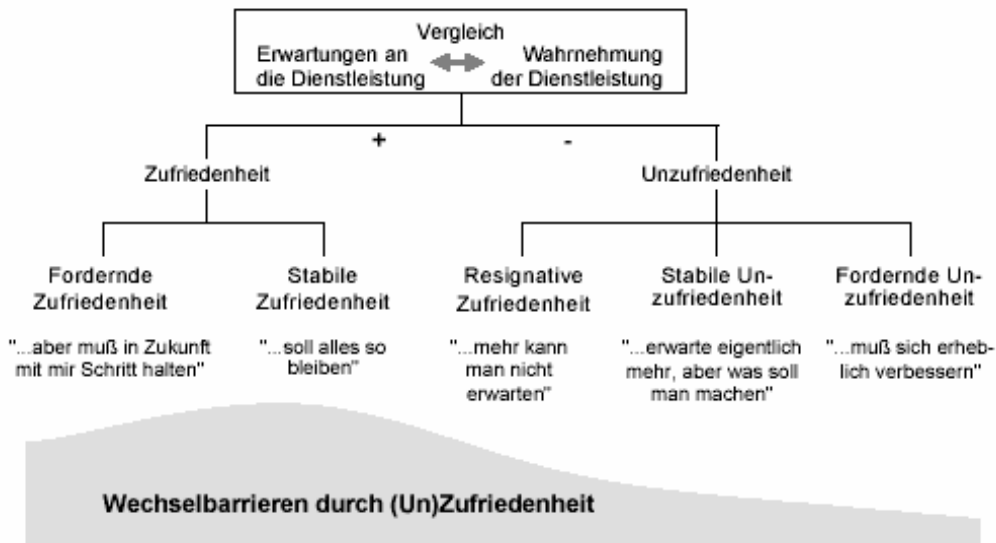 Vergleich
Erwartungen an
die Dienstleistung
Wahrnehmung
der Dienstleistung
+
-
Zufriedenheit
Unzufriedenheit
Fordernde
Zufriedenheit
"...aber muß in Zukunft
mit mir Schritt halten"
Stabile
Zufriedenheit
"...soll alles so
bleiben"
Resignative
Zufriedenheit
"...mehr kann
man nicht
erwarten"
Stabile Un-
zufriedenheit
"...erwarte eigentlich
mehr, aber was soll
man machen"
Fordernde Un-
zufriedenheit
"...muß sich erheb-
lich verbessern"
Wechselbarrieren durch (Un)Zufriedenheit